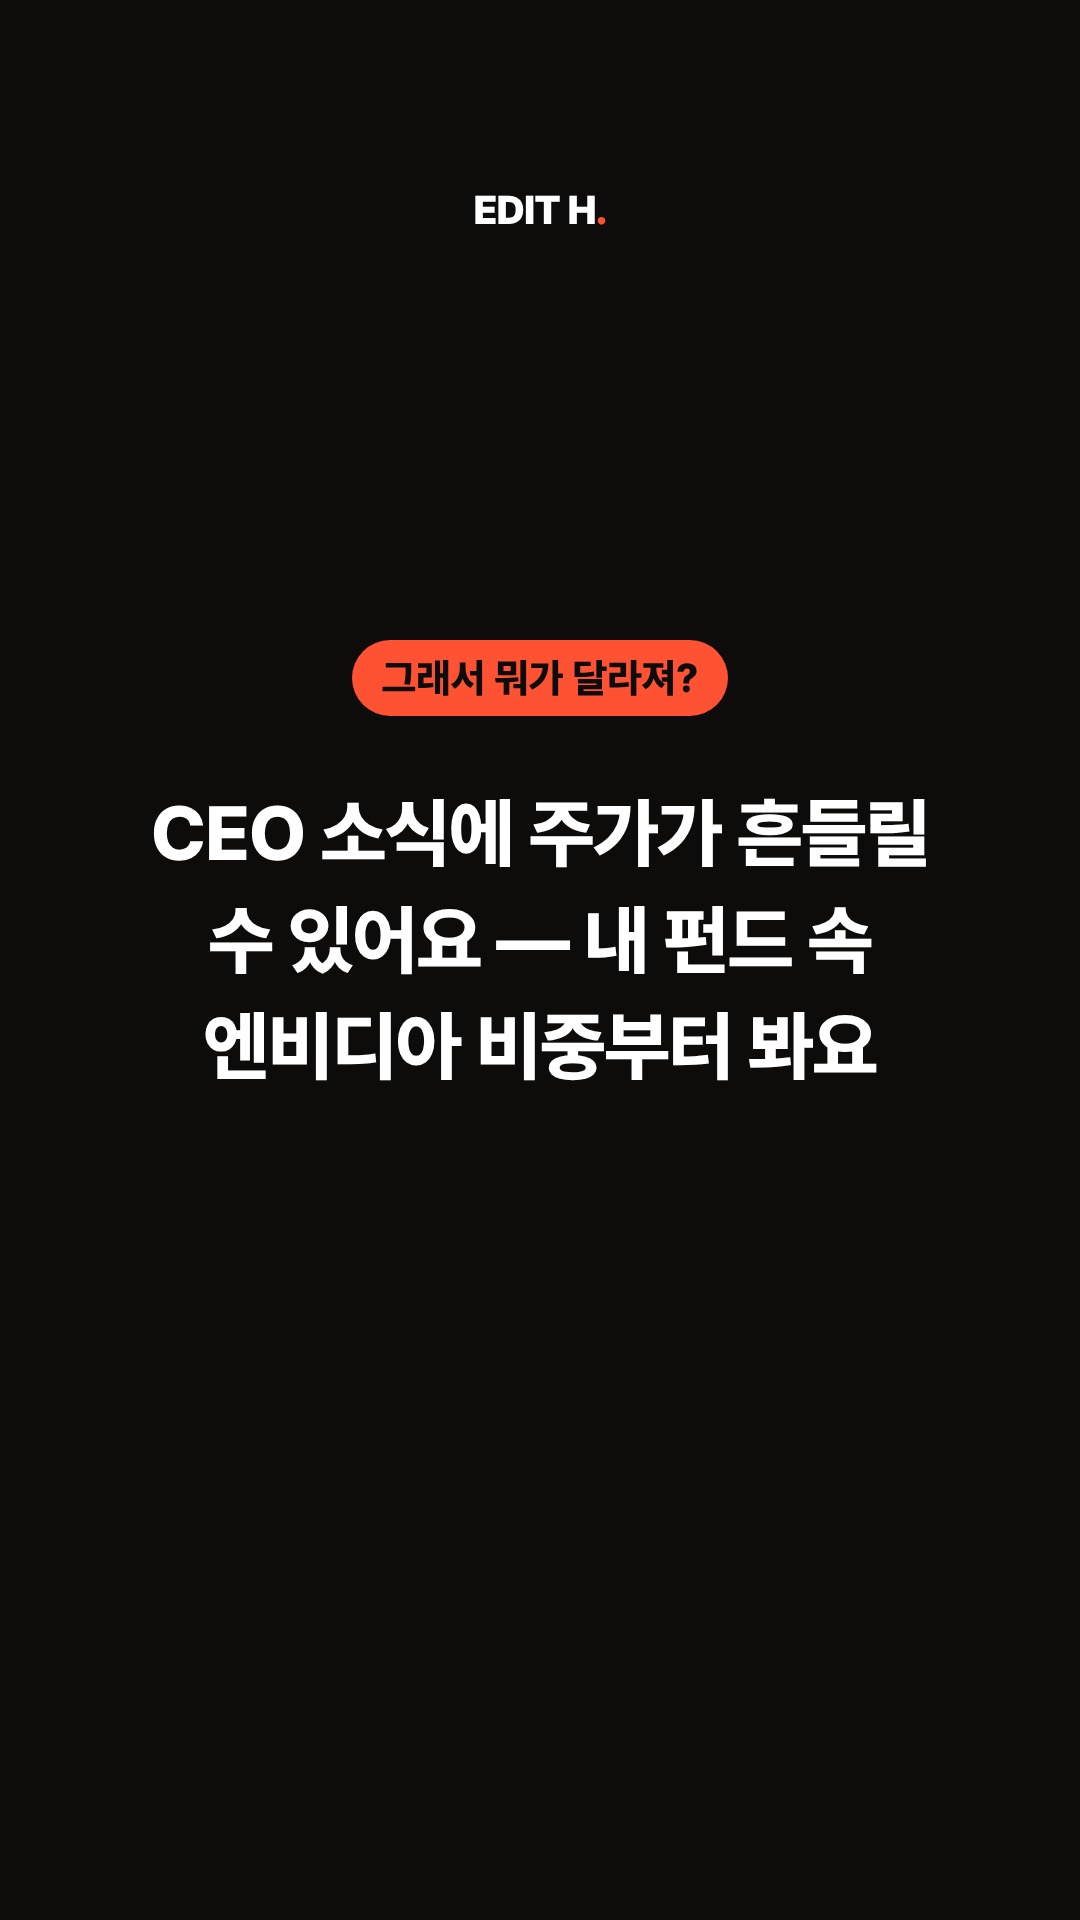 EDIT H.
그래서 뭐가 달라져?
CEO 소식에 주가가 흔들릴
수 있어요 — 내 펀드 속
엔비디아 비중부터 봐요